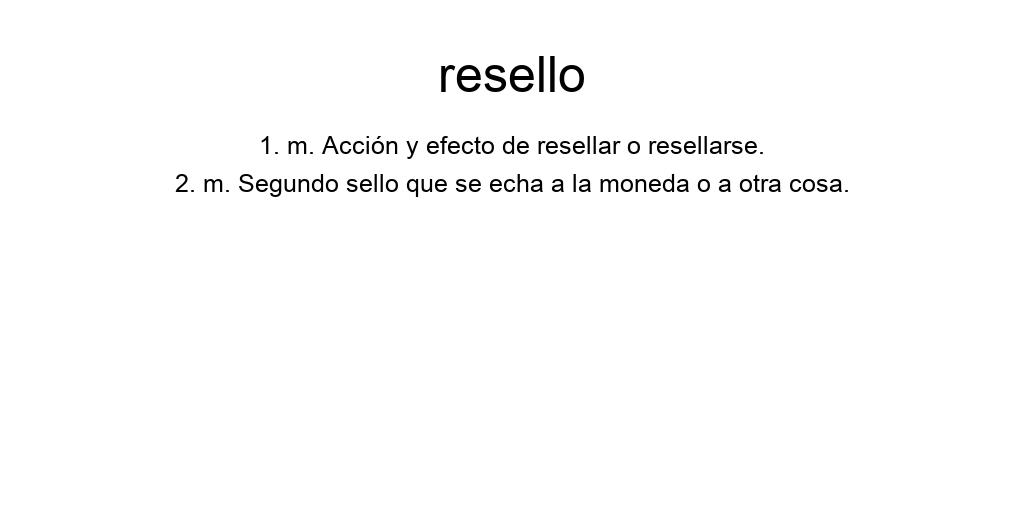 resello
1. m. Acción y efecto de resellar o resellarse.
2. m. Segundo sello que se echa a la moneda o a otra cosa.